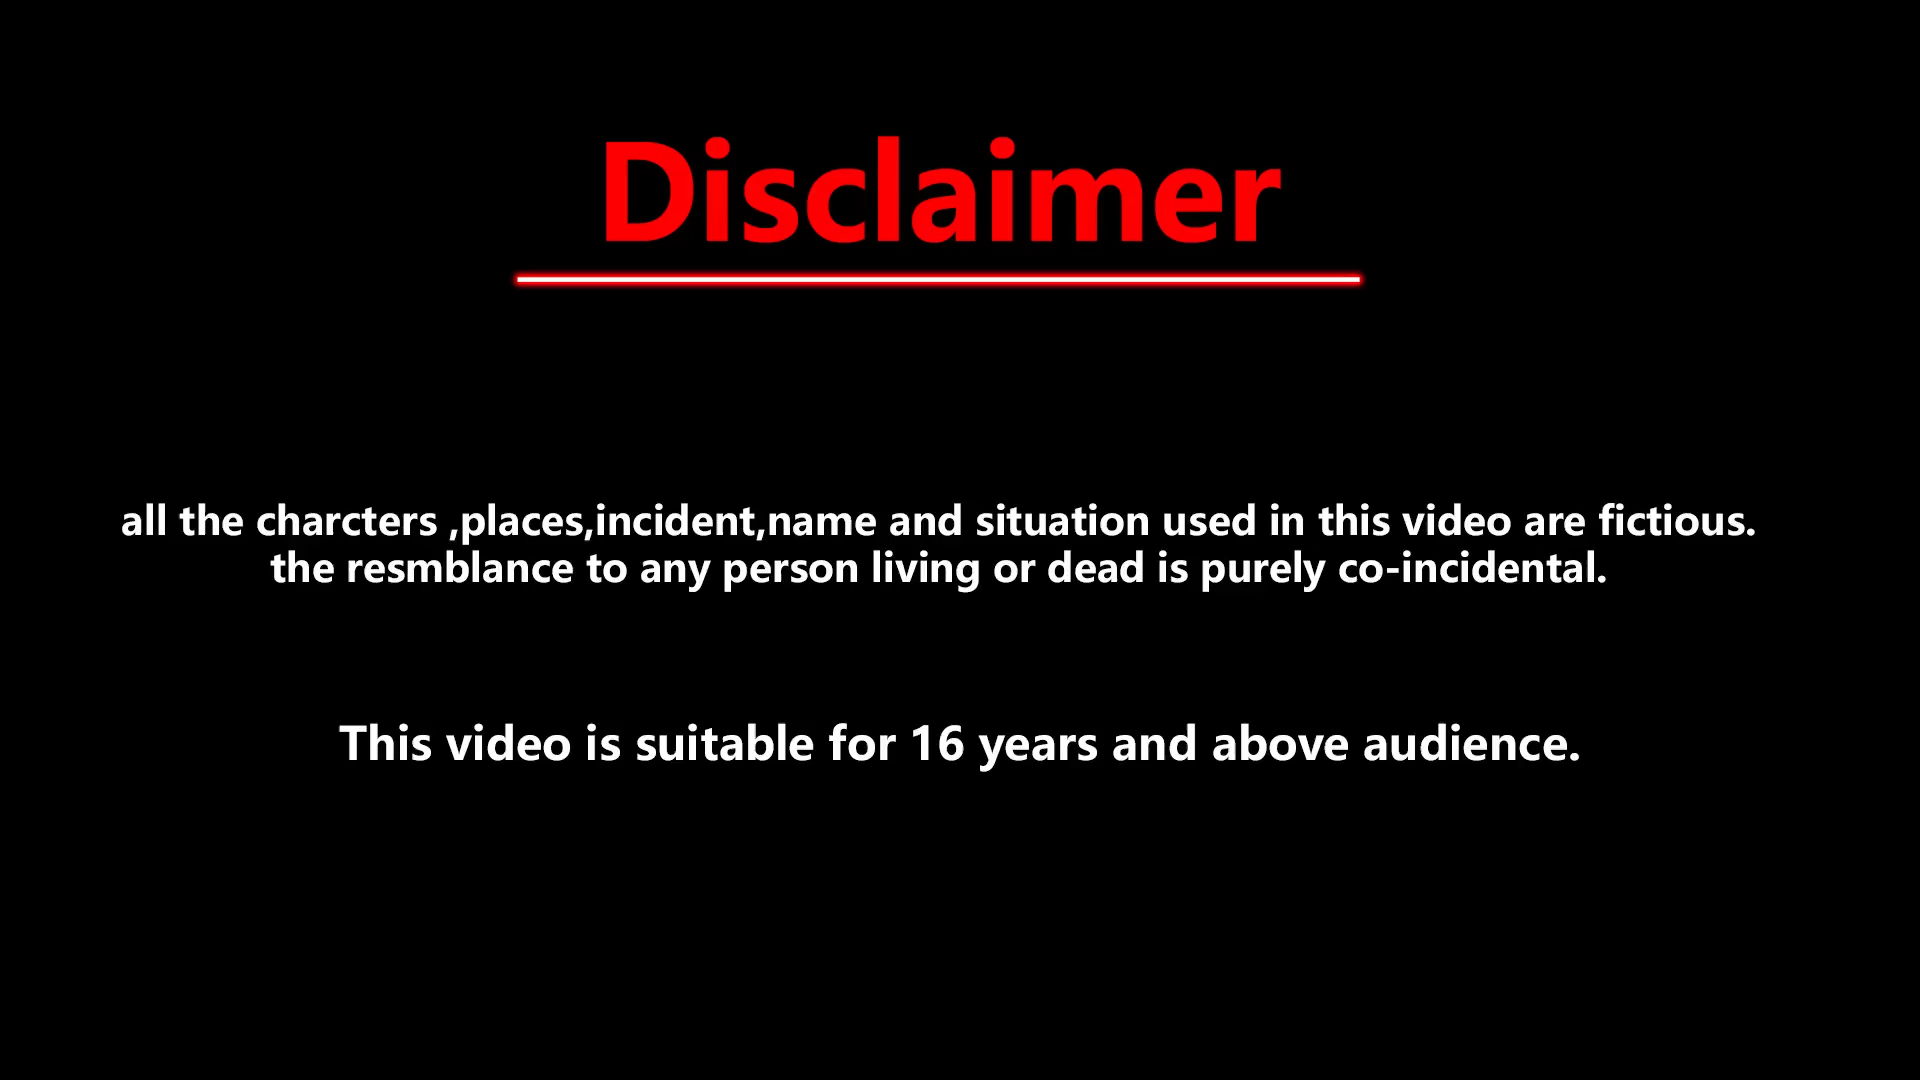 Disclaimer
all the charcters ,places,incident,name and situation used in this video are fictious.
the resmblance to any person living or dead is purely co-incidental.
This video is suitable for 16 years and above audience.